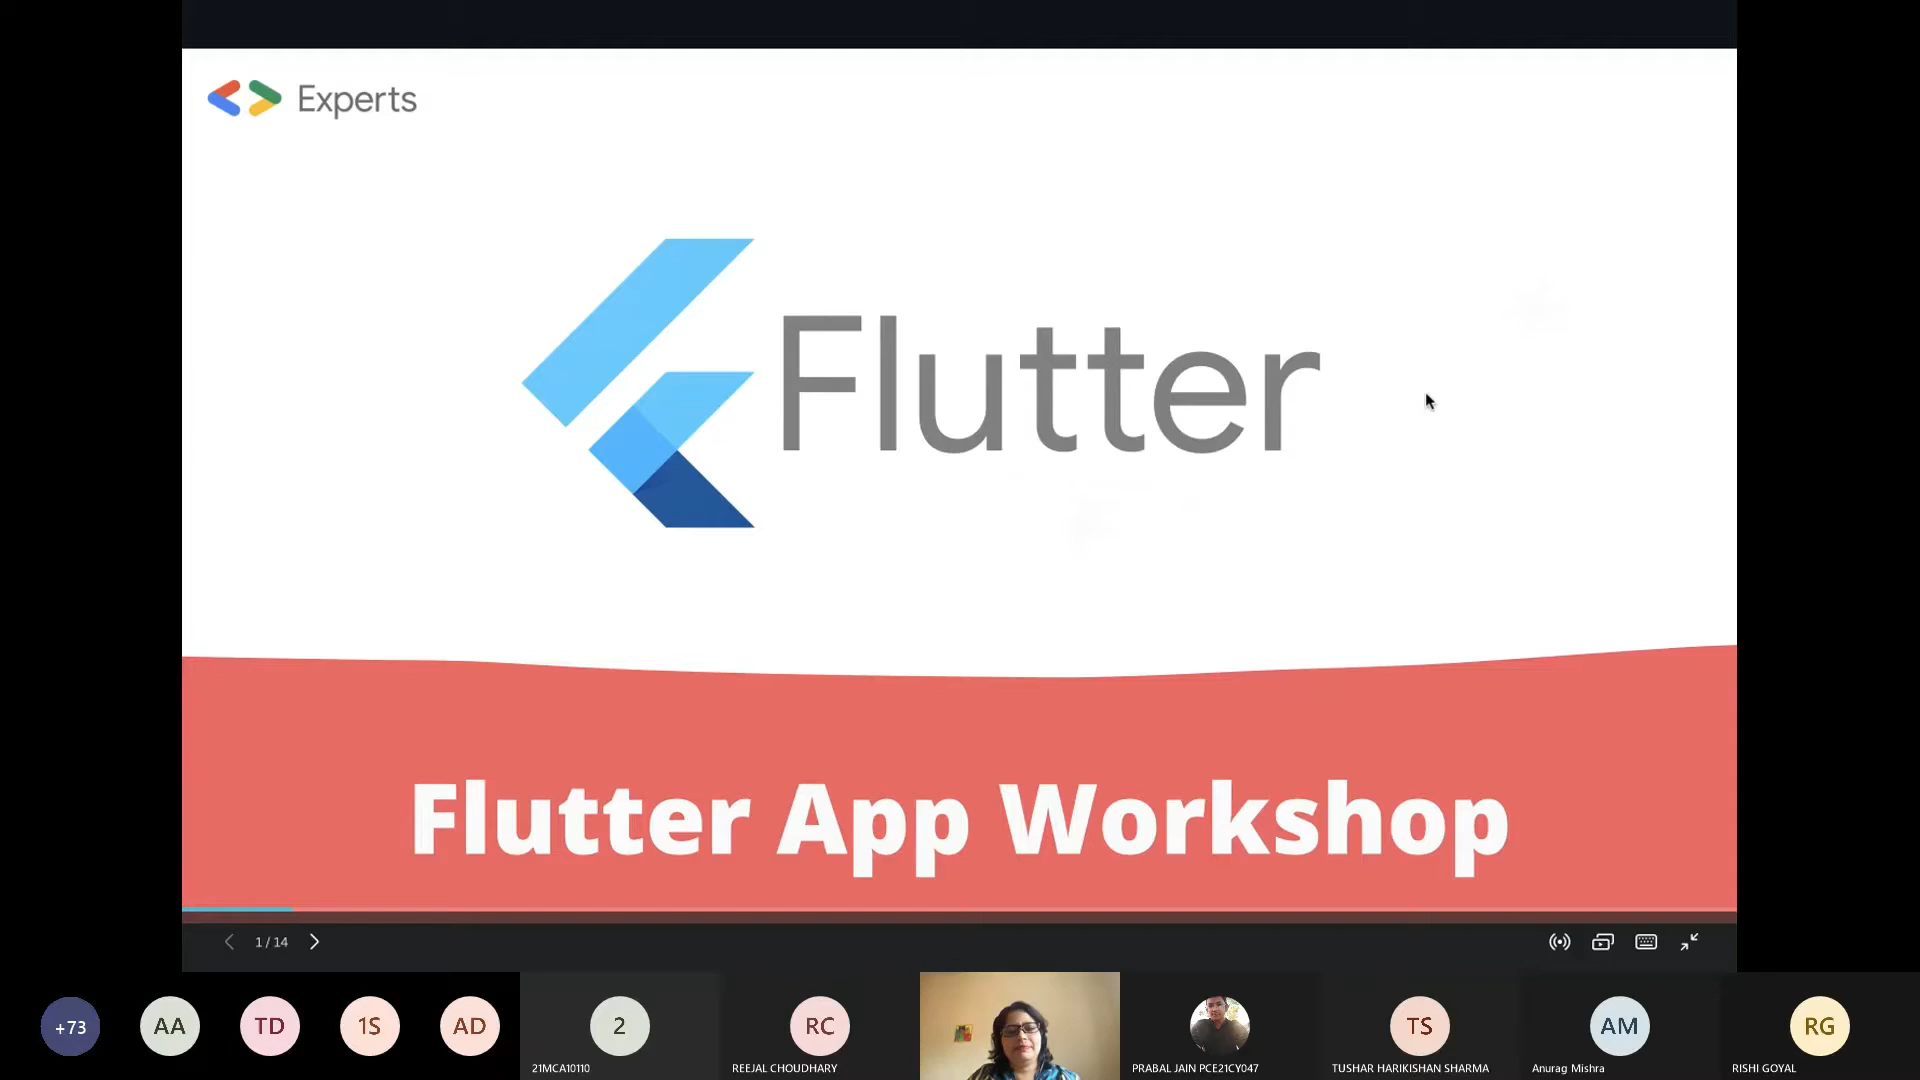 Experts
Flutter
Flutter App Workshop
1 / 14
+73
AA
TD
1S
AD
2
RC
TS
AM
RG
21MCA10110
REEJAL CHOUDHARY
PRABAL JAIN PCE21CY047
TUSHAR HARIKISHAN SHARMA
Anurag Mishra
RISHI GOYAL